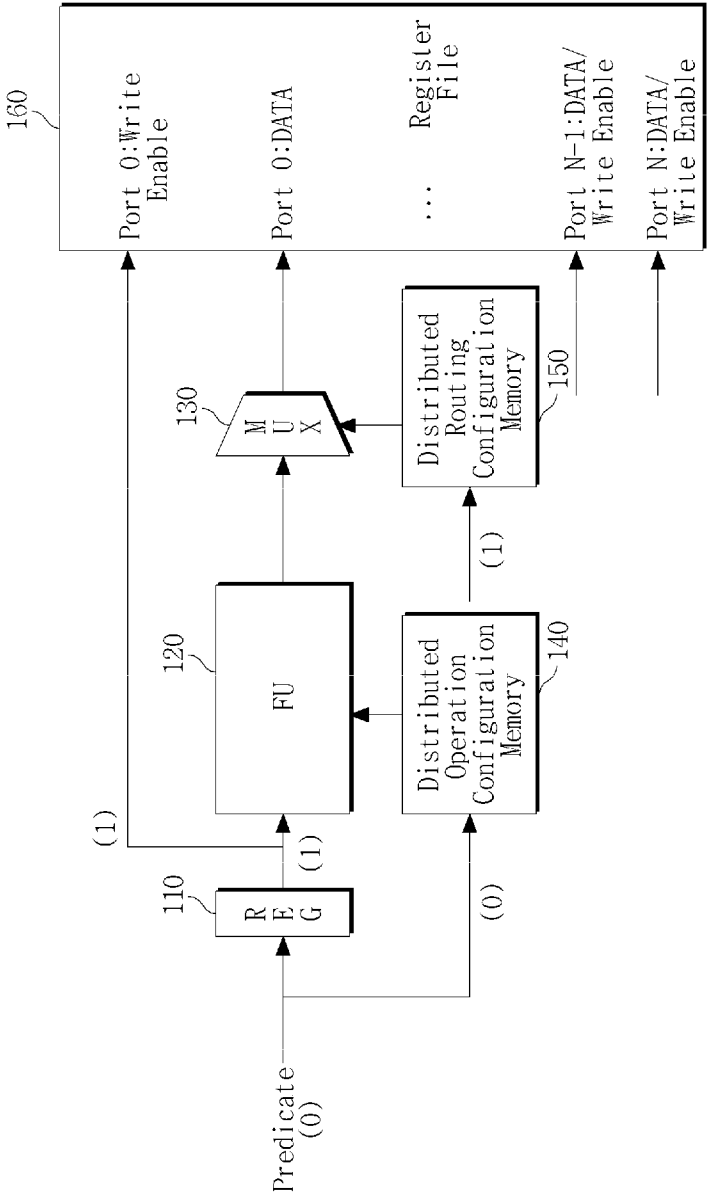 Predicate
(0)
110
R
E
G
(1)
(1)
(0)
120
FU
Distributed
Operation
Configuration
Memory
140
(1)
130
M
U
X
Distributed
Routing
Configuration
Memory
150
160
Port 0:Write
Enable
Port 0:DATA
...
Register
File
Port N-1:DATA/
Write Enable
Port N:DATA/
Write Enable